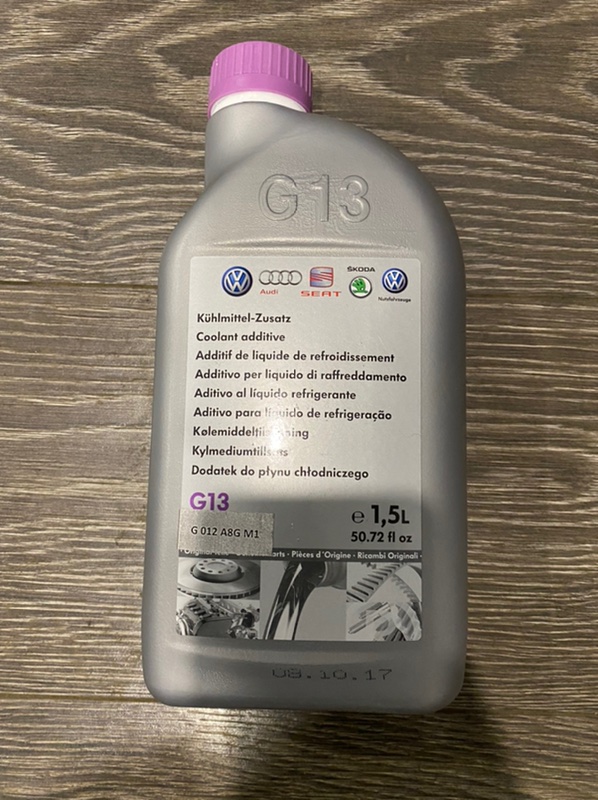 G 13
Audi
SEAT
ŠKODA
Nutzfahrzeuge
Kühlmittel-Zusatz
Coolant additive
Additif de liquide de refroidissement
Additivo per liquido di raffreddamento
Aditivo al líquido refrigerante
Aditivo para líquido de refrigeração
Kylmediumtillsats
Dodatek do płynu chłodniczego
G13
e 1,5L
G 012 A8G M1
50.72 fl oz
· Pièces d'Origine · Ricambi Originali ·
08.10.17